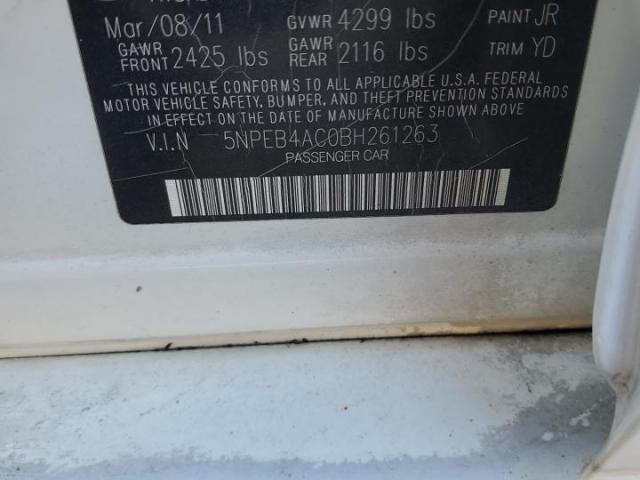 Mar/08/11 GVWR 4299 lbs PAINT JR
GAWR FRONT 2425 lbs GAWR REAR 2116 lbs TRIM YD
THIS VEHICLE CONFORMS TO ALL APPLICABLE U.S.A. FEDERAL
MOTOR VEHICLE SAFETY, BUMPER, AND THEFT PREVENTION STANDARDS
IN EFFECT ON THE DATE OF MANUFACTURE SHOWN ABOVE.
V.I.N 5NPEB4AC0BH261263
PASSENGER CAR